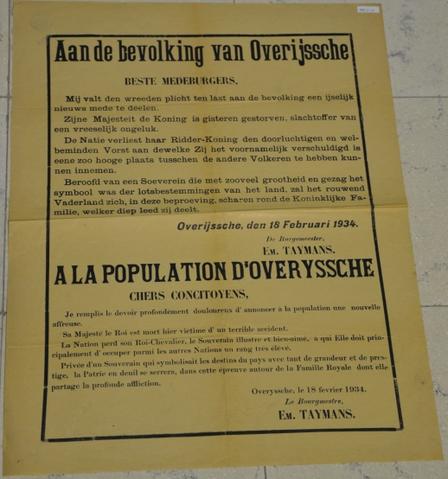 Aan de bevolking van Overijssche
BESTE MEDEBURGERS,
Mij valt den wreeden plicht ten last aan de bevolking een ijselijk
nieuws mede te deelen.
Zijne Majesteit de Koning is gisteren gestorven, slachtoffer van
een vreeselijk ongeluk.
De Natie verliest haar Ridder-Koning den doorluchtigen en wel-
beminden Vorst aan dewelke Zij het voornamelijk verschuldigd is
eene zoo hooge plaats tusschen de andere Volkeren te hebben kun-
nen innemen.
Beroofd van een Soeverein die met zooveel grootheid en gezag het
symbool was der lotsbestemmingen van het land, zal het rouwend
Vaderland zich, in deze beproeving, scharen rond de Koninklijke Fa-
milie, welker diep leed zij deelt.
Overijssche, den 18 Februari 1934.
De Burgemeester,
EM. TAYMANS.
A LA POPULATION D'OVERYSSCHE
CHERS CONCITOYENS,
Je remplis le devoir profondement douloureux d'annoncer à la population une nouvelle
affreuse.
Sa Majesté le Roi est mort hier victime d'un terrible accident.
La Nation perd son Roi-Chevalier, le Souverain illustre et bien-aimé, à qui Elle doit prin-
cipalement d'occuper parmi les autres Nations un rang très élevé.
Privée d'un Souverain qui symbolisait les destins du pays avec tant de grandeur et de pres-
tige, la Patrie en deuil se serrera, dans cette épreuve autour de la Famille Royale dont elle
partage la profonde affliction.
Overyssche, le 18 fevrier 1934.
Le Bourgmestre,
EM. TAYMANS.